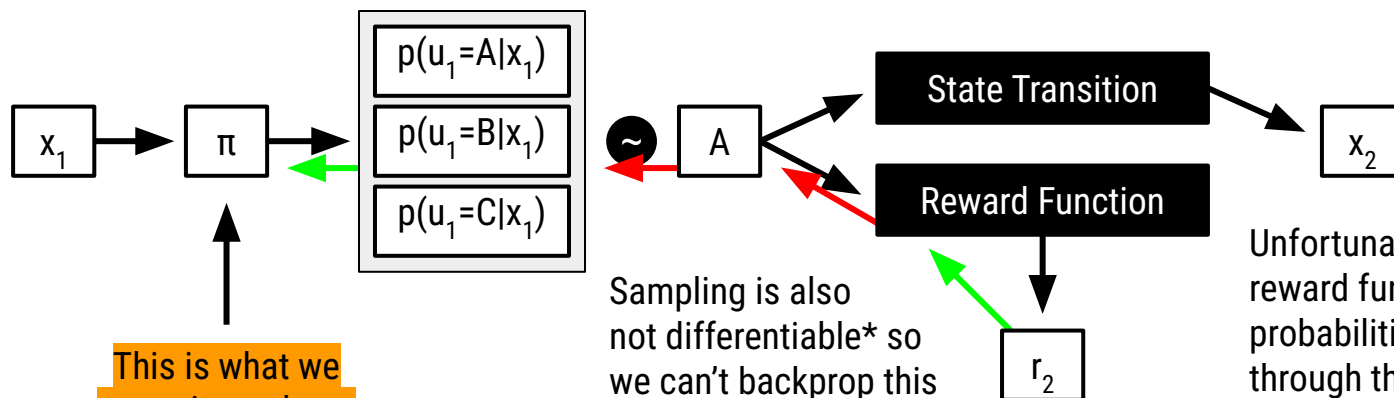 x₁
π
p(u₁=A|x₁)
p(u₁=B|x₁)
p(u₁=C|x₁)
~
A
State Transition
Reward Function
x₂
r₂
This is what we
Sampling is also
not differentiable* so
we can't backprop this
Unfortuna
reward fu
probabiliti
through th